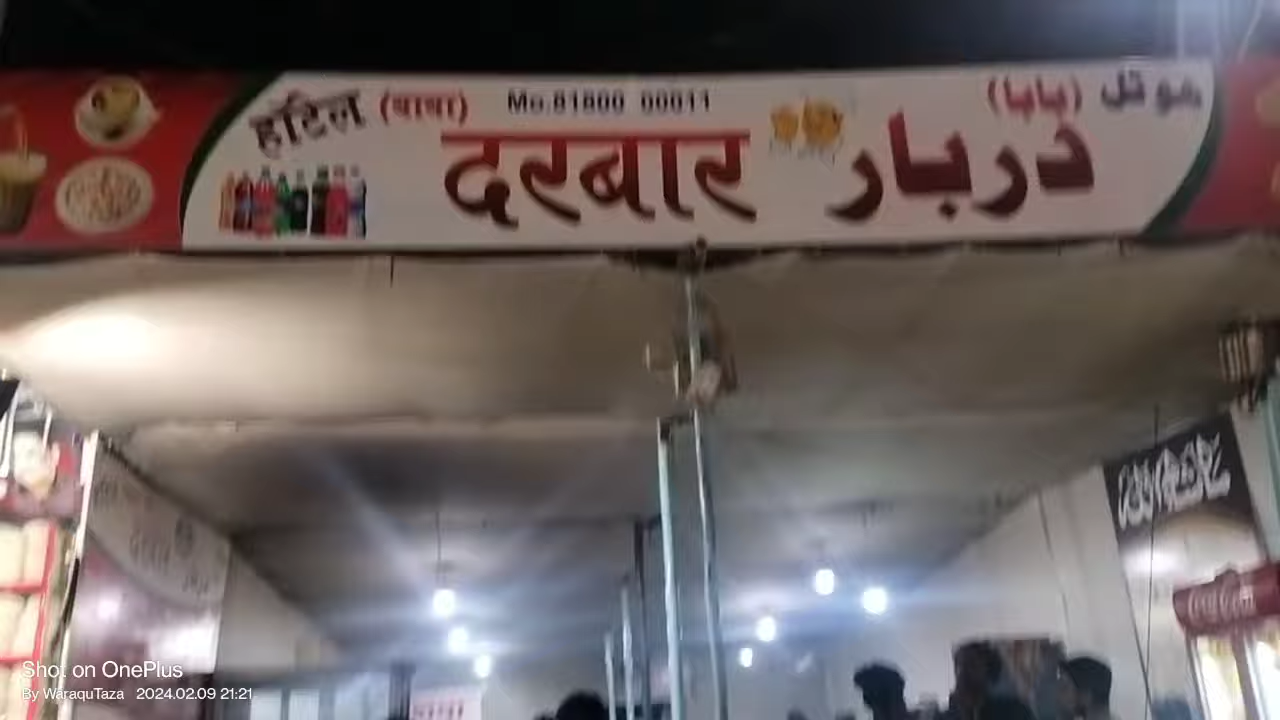 हॉटेल (बाबा) Mo.81800 00011 ہوٹل (بابا)
दरबार دربار
Shot on OnePlus
By WaraquTaza 2024.02.09 21:21